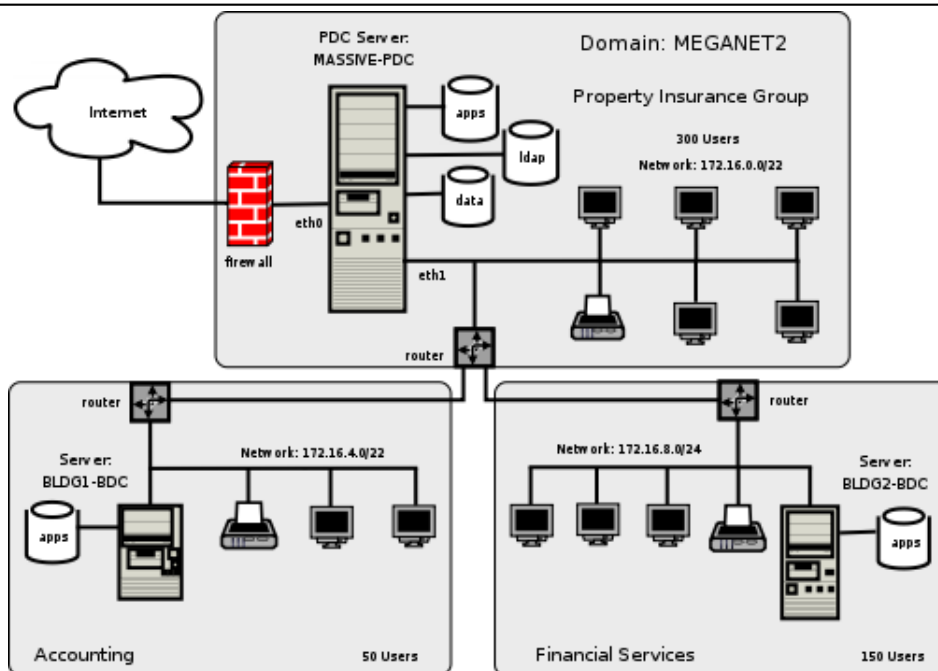 PDC Server:
MASSIVE-PDC
Domain: MEGANET2
Property Insurance Group
Internet
apps
ldap
data
300 Users
Network: 172.16.0.0/22
eth0
firewall
eth1
router
router
router
Network: 172.16.4.0/22
Network: 172.16.8.0/24
Server:
BLDG1-BDC
Server:
BLDG2-BDC
apps
apps
Accounting
50 Users
Financial Services
150 Users